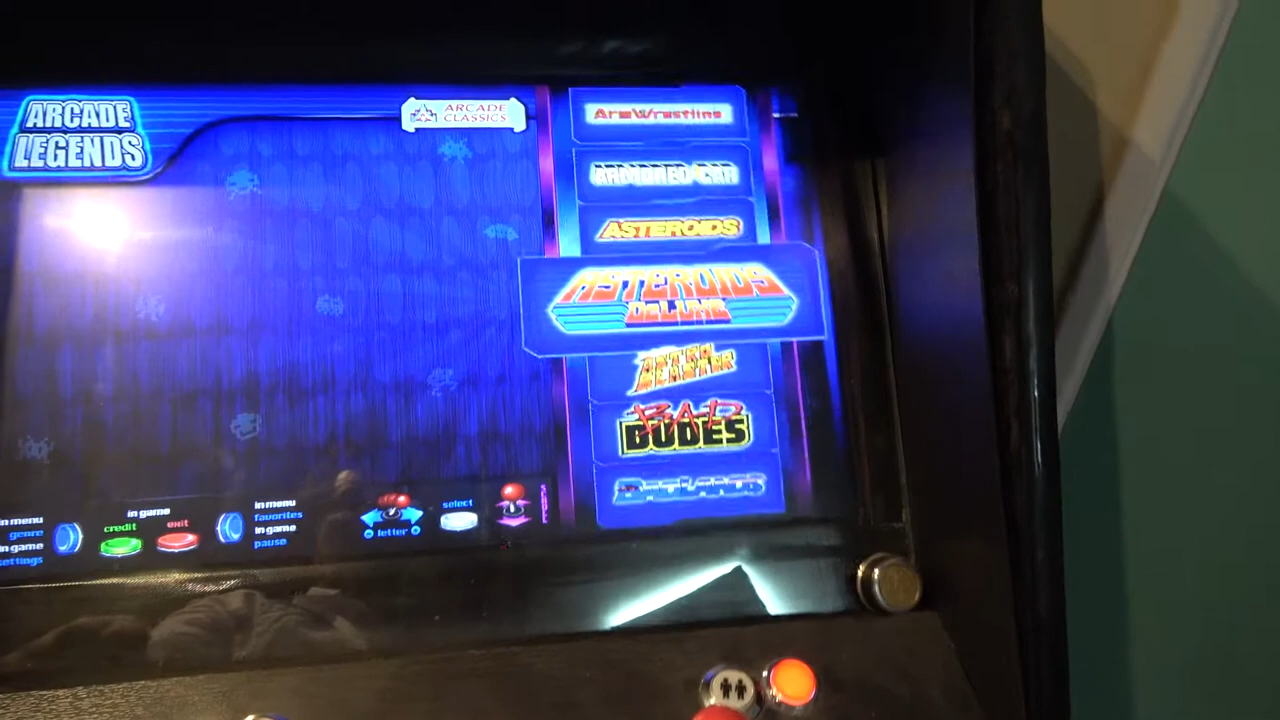 ARCADE
LEGENDS
ARCADE
CLASSICS
ArmWrestling
ARMORED CAR
ASTEROIDS
ASTEROIDS
DELUXE
BAD
DUDES
BADLANDS
in menu
genre
in game
settings
in game
credit
exit
in menu
favorites
in game
pause
letter
select